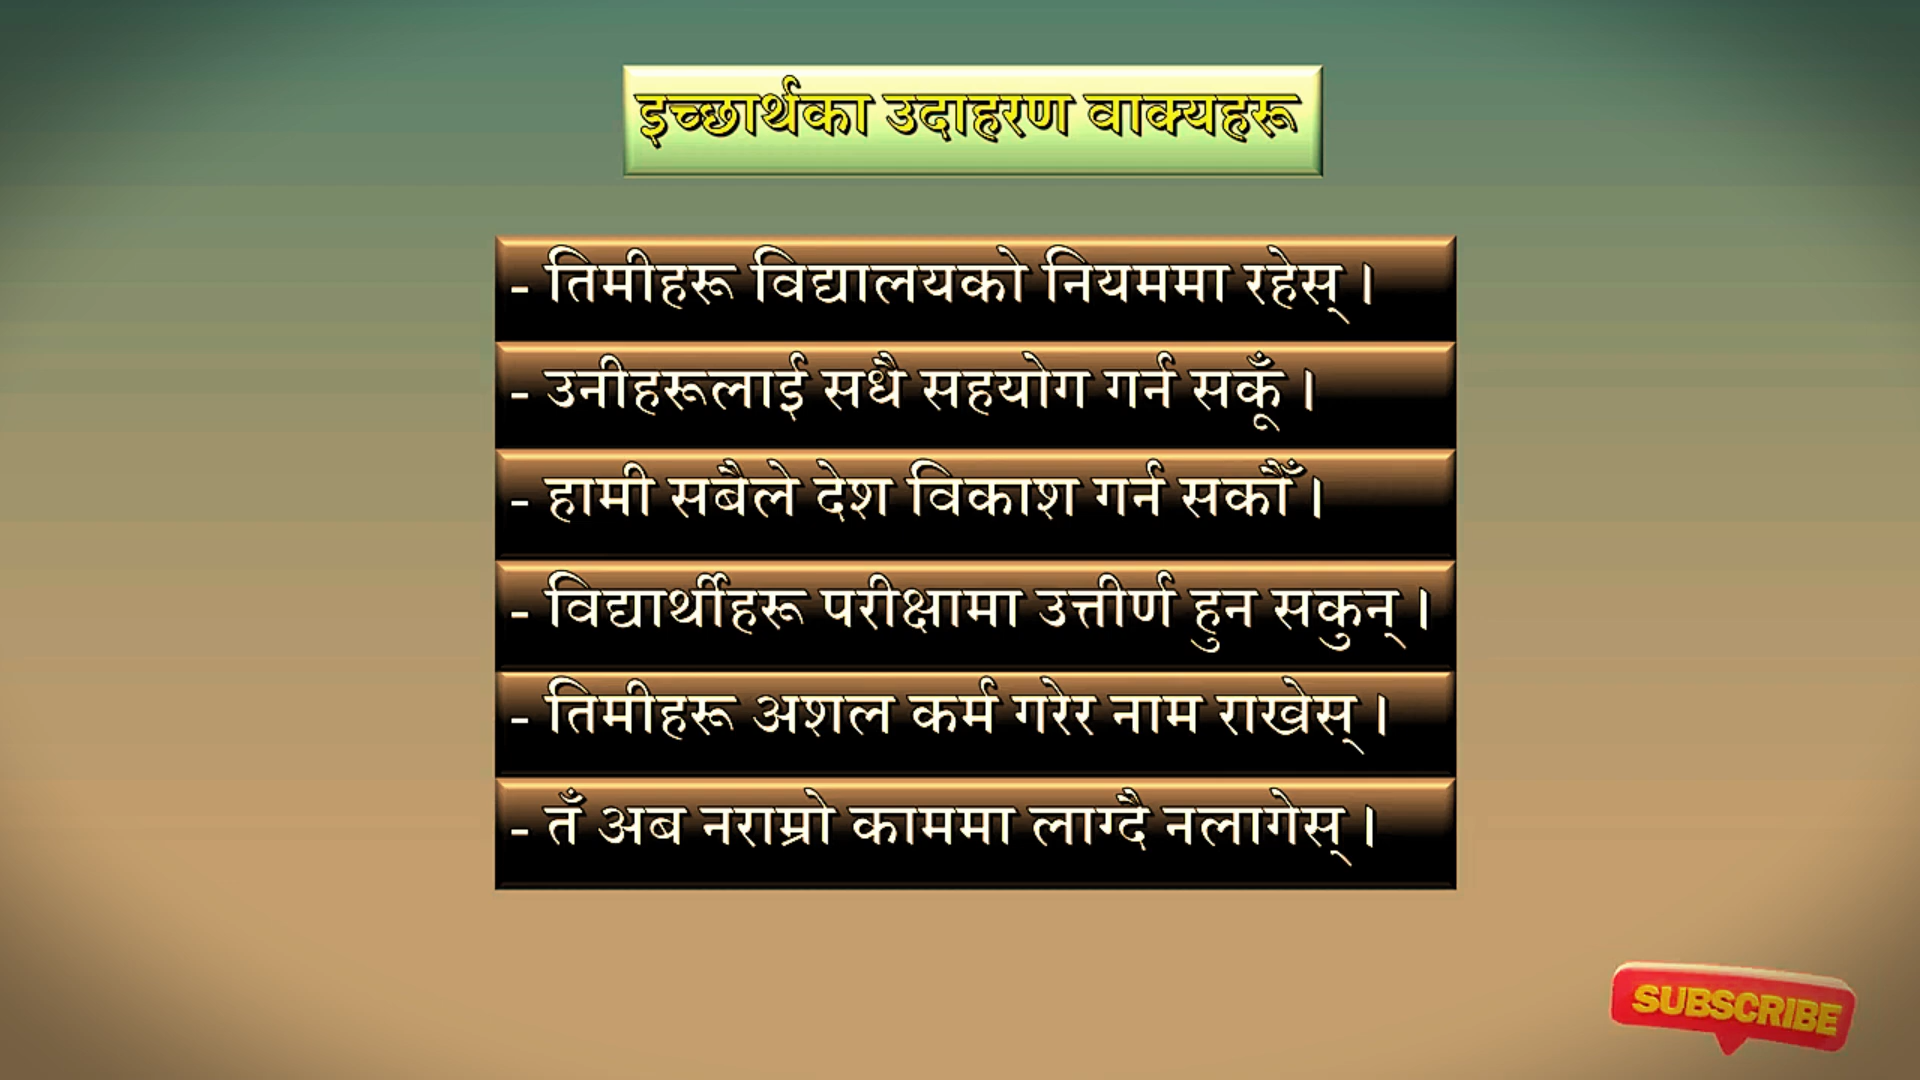 इच्छार्थका उदाहरण वाक्यहरू
- तिमीहरू विद्यालयको नियममा रहेस् ।
- उनीहरूलाई सधै सहयोग गर्न सकूँ ।
- हामी सबैले देश विकाश गर्न सकौँ ।
- विद्यार्थीहरू परीक्षामा उत्तीर्ण हुन सकुन् ।
- तिमीहरू अशल कर्म गरेर नाम राखेस् ।
- तँ अब नराम्रो काममा लाग्दै नलागेस् ।
SUBSCRIBE